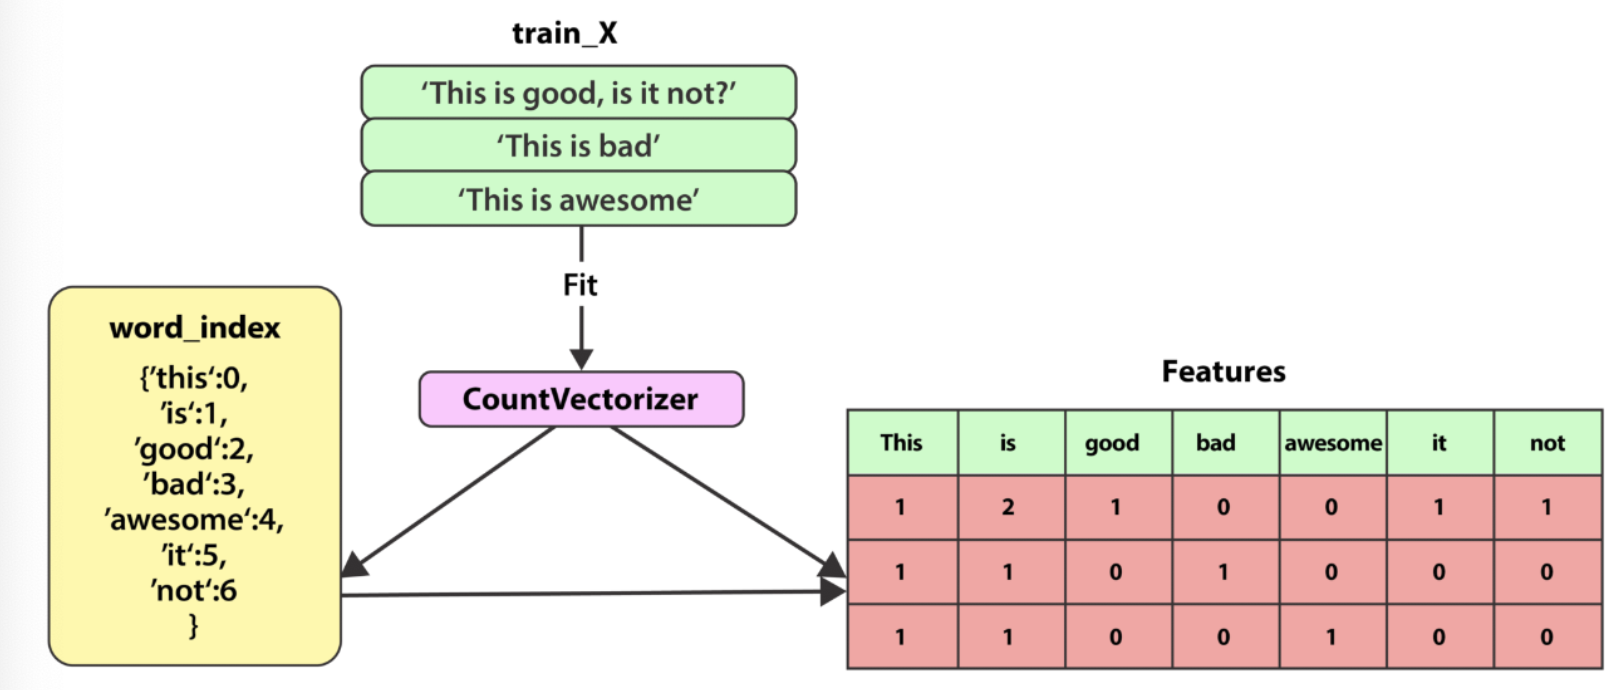 train_X
‘This is good, is it not?’
‘This is bad’
‘This is awesome’
Fit
word_index
{’this‘:0,
’is‘:1,
’good‘:2,
’bad‘:3,
’awesome‘:4,
’it‘:5,
’not‘:6
}
CountVectorizer
Features
This is good bad awesome it not
1 2 1 0 0 1 1
1 1 0 1 0 0 0
1 1 0 0 1 0 0